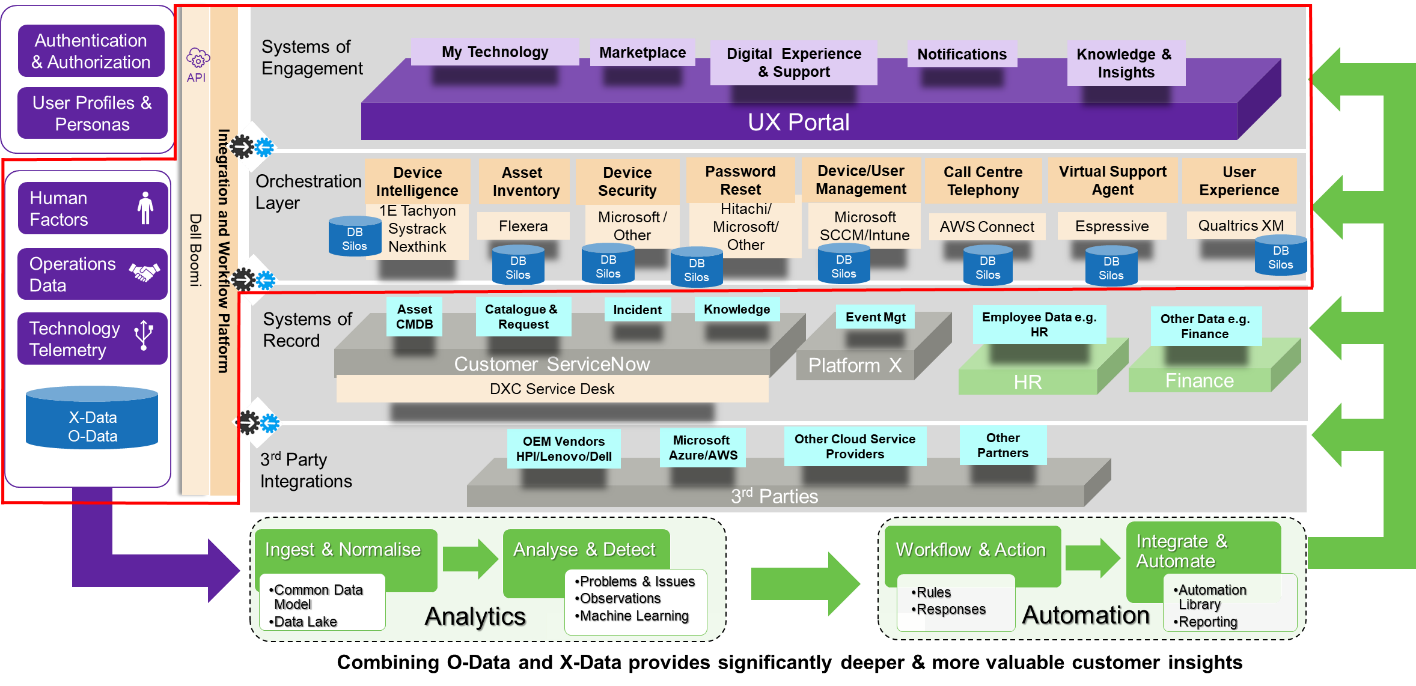 Authentication
& Authorization
User Profiles &
Personas
Human
Factors
Operations
Data
Technology
Telemetry
X-Data
O-Data
API
Dell Boomi
Integration and Workflow Platform
Systems of
Engagement
My Technology
Marketplace
Digital Experience
& Support
Notifications
Knowledge &
Insights
UX Portal
Orchestration
Layer
Device
Intelligence
1E Tachyon
Systrack
Nexthink
DB
Silos
Asset
Inventory
Flexera
DB
Silos
Device
Security
Microsoft /
Other
DB
Silos
Password
Reset
Hitachi/
Microsoft/
Other
DB
Silos
Device/User
Management
Microsoft
SCCM/Intune
DB
Silos
Call Centre
Telephony
AWS Connect
DB
Silos
Virtual Support
Agent
Espressive
DB
Silos
User
Experience
Qualtrics XM
DB
Silos
Systems of
Record
Asset
CMDB
Catalogue &
Request
Incident
Knowledge
Customer ServiceNow
DXC Service Desk
Event Mgt
Platform X
Employee Data e.g.
HR
HR
Other Data e.g.
Finance
Finance
3rd Party
Integrations
OEM Vendors
HPI/Lenovo/Dell
Microsoft
Azure/AWS
Other Cloud Service
Providers
Other
Partners
3rd Parties
Ingest & Normalise
•Common Data
Model
•Data Lake
Analyse & Detect
•Problems & Issues
•Observations
•Machine Learning
Analytics
Workflow & Action
•Rules
•Responses
Integrate &
Automate
•Automation
Library
•Reporting
Automation
Combining O-Data and X-Data provides significantly deeper & more valuable customer insights